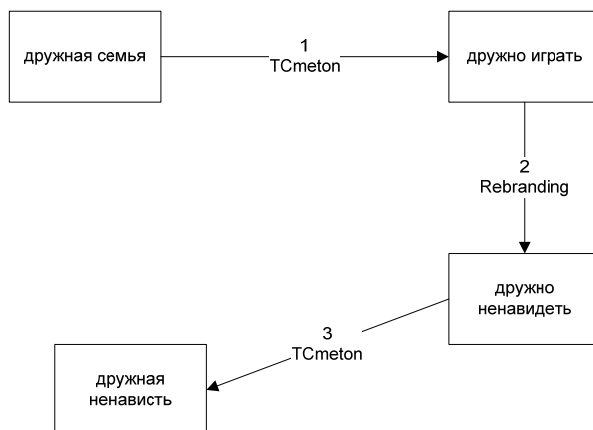 дружная семья
1
TCmeton
дружно играть
2
Rebranding
дружно
ненавидеть
3
TCmeton
дружная
ненависть